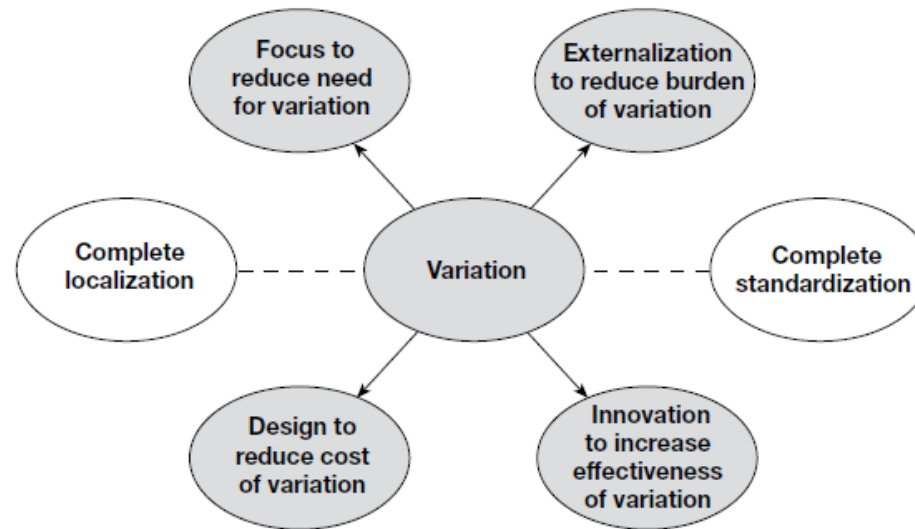 Focus to
reduce need
for variation
Externalization
to reduce burden
of variation
Complete
localization
Variation
Complete
standardization
Design to
reduce cost
of variation
Innovation
to increase
effectiveness
of variation